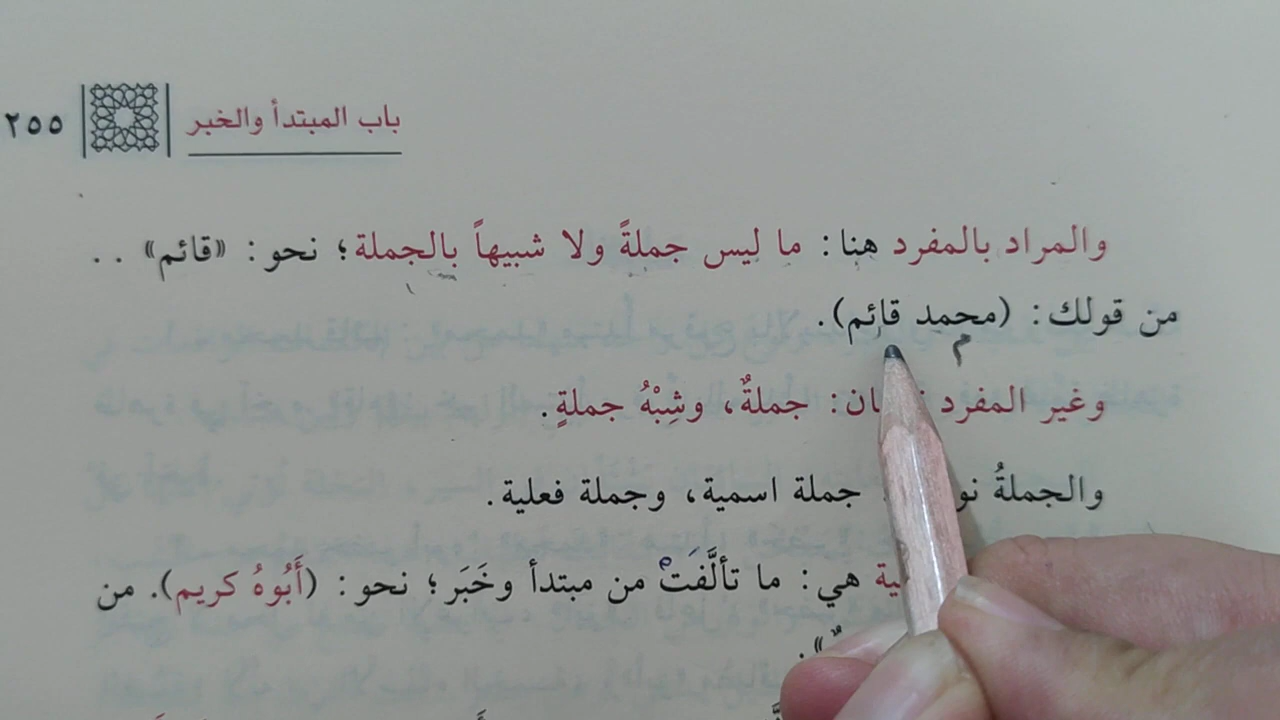 باب المبتدأ والخبر ٢٥٥
والمراد بالمفرد هنا: ما ليس جملةً ولا شبيهاً بالجملة؛ نحو: «قائم» . .
من قولك: (محمد قائم).
م
وغير المفرد ان: جملةٌ، وشِبْهُ جملةٍ.
والجملةُ جملة اسمية، وجملة فعلية.
هي: ما تألَّفَتْ من مبتدأ وخَبَر؛ نحو: (أَبُوهُ كريم). من